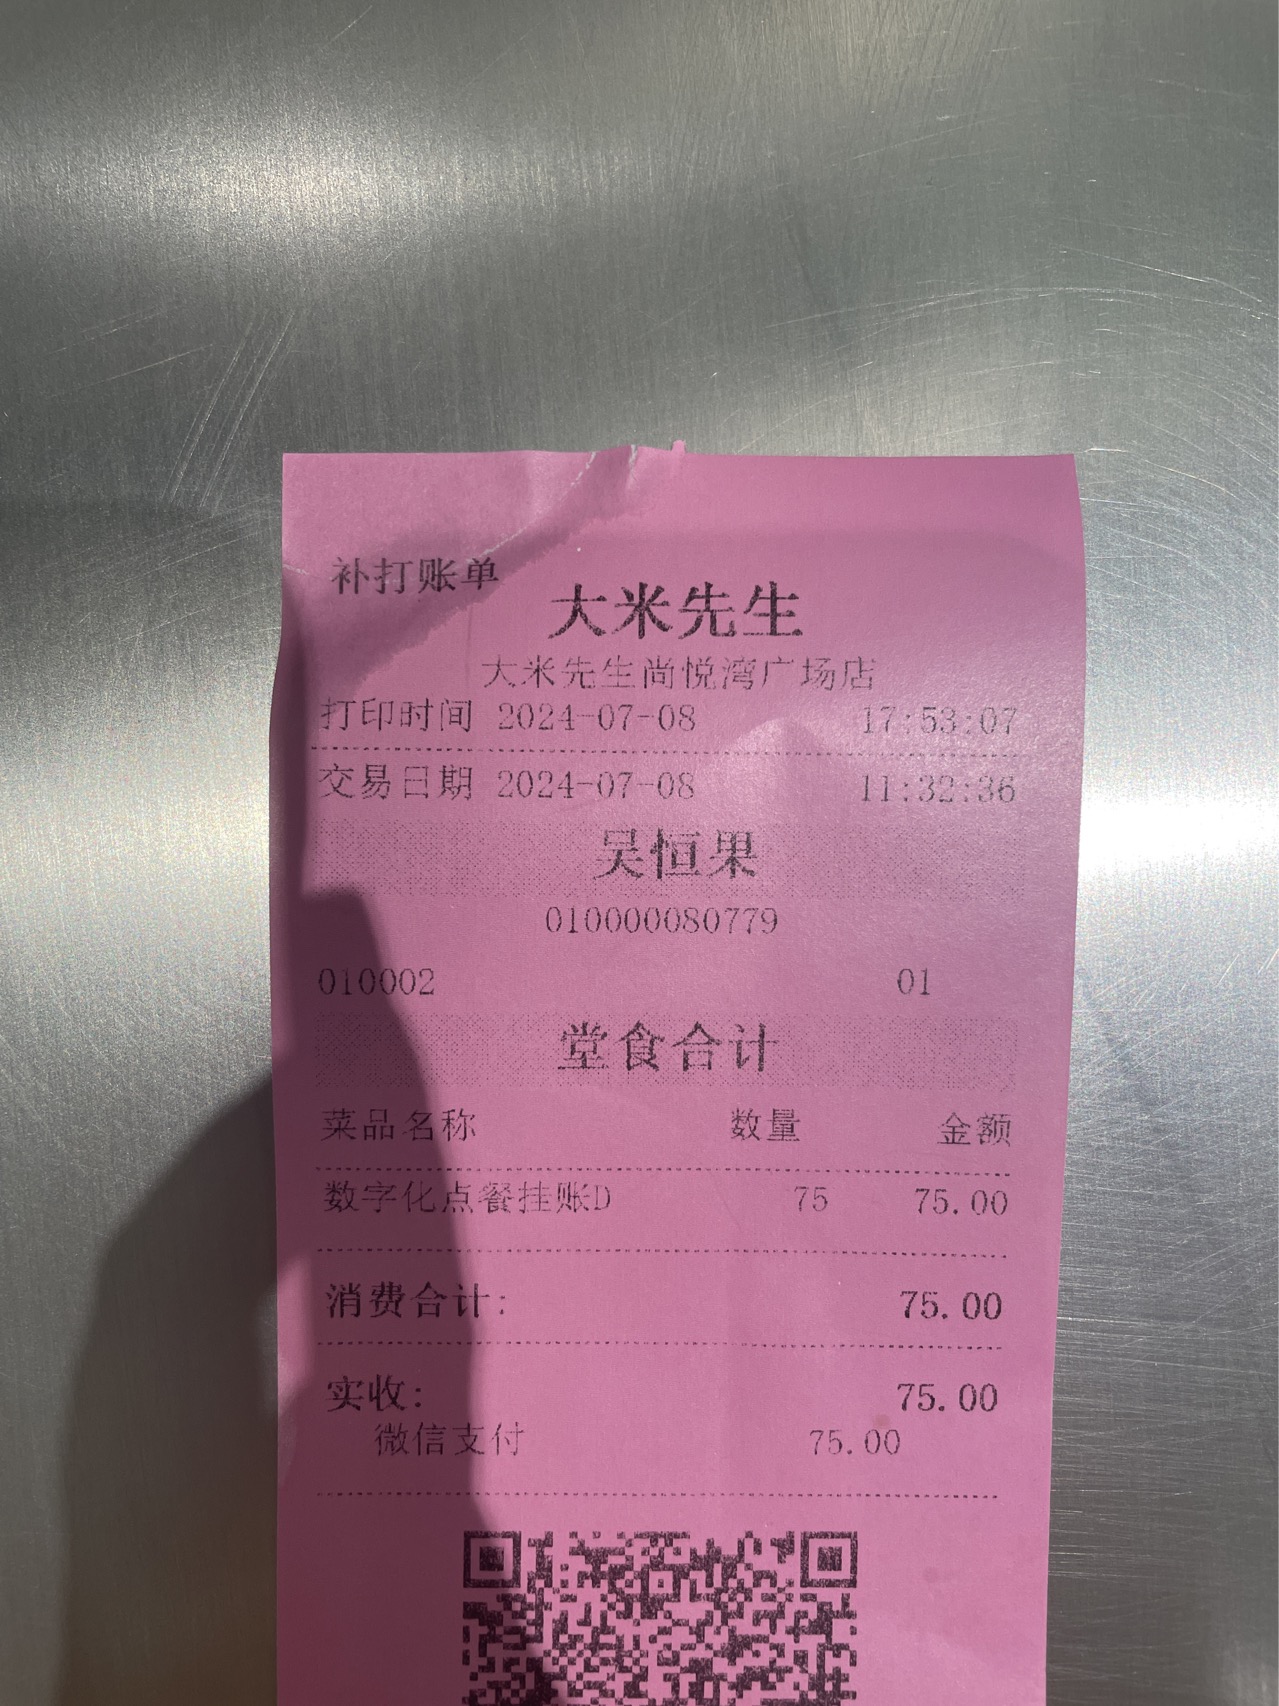 补打账单
大米先生
大米先生尚悦湾广场店
打印时间 2024-07-08 17:53:07
交易日期 2024-07-08 11:32:36
吴恒果
010000080779
010002 01
堂食合计
菜品名称 数量 金额
数字化点餐挂账D 75 75.00
消费合计: 75.00
实收: 75.00
微信支付 75.00